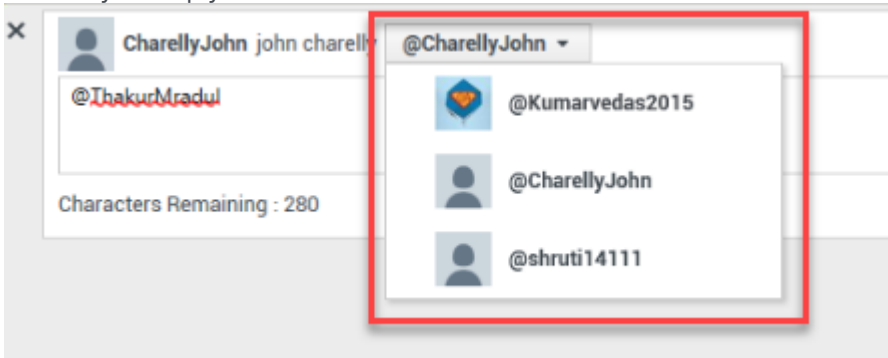 CharellyJohn john charelly @CharellyJohn
@ThakurMradul
@Kumarvedas2015
@CharellyJohn
Characters Remaining : 280
@shruti14111